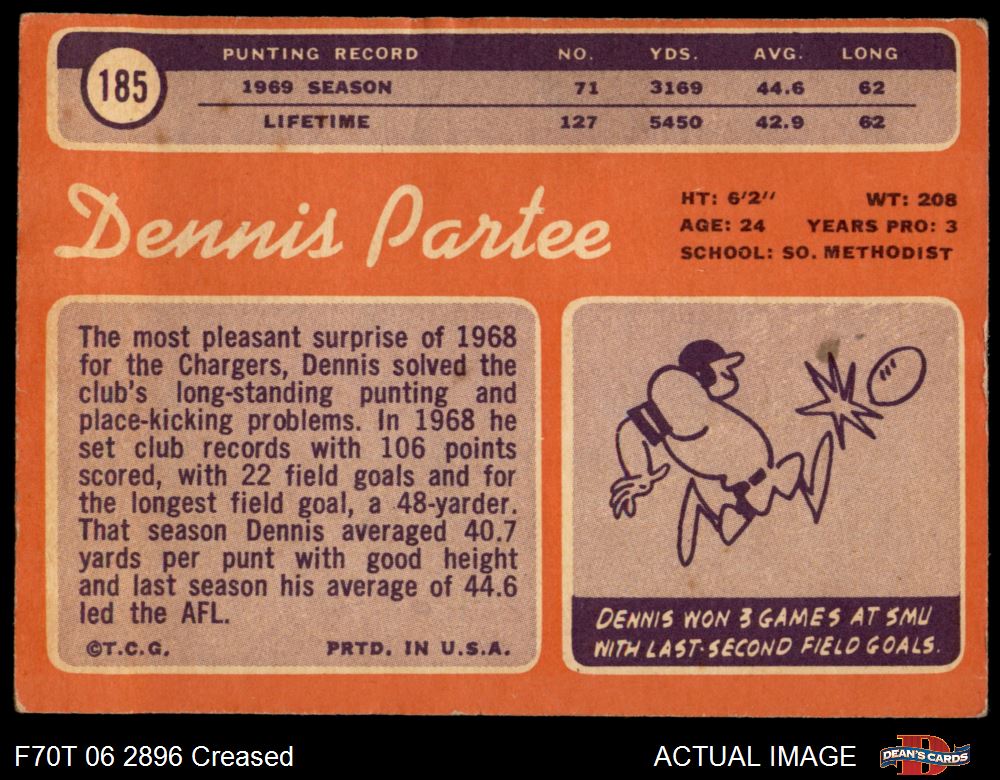 185
PUNTING RECORD NO. YDS. AVG. LONG
1969 SEASON 71 3169 44.6 62
LIFETIME 127 5450 42.9 62
Dennis Partee
HT: 6'2" WT: 208
AGE: 24 YEARS PRO: 3
SCHOOL: SO. METHODIST
The most pleasant surprise of 1968
for the Chargers, Dennis solved the
club's long-standing punting and
place-kicking problems. In 1968 he
set club records with 106 points
scored, with 22 field goals and for
the longest field goal, a 48-yarder.
That season Dennis averaged 40.7
yards per punt with good height
and last season his average of 44.6
led the AFL.
©T.C.G. PRTD. IN U.S.A.
DENNIS WON 3 GAMES AT SMU
WITH LAST-SECOND FIELD GOALS.
F70T 06 2896 Creased ACTUAL IMAGE
D
DEAN'S CARDS